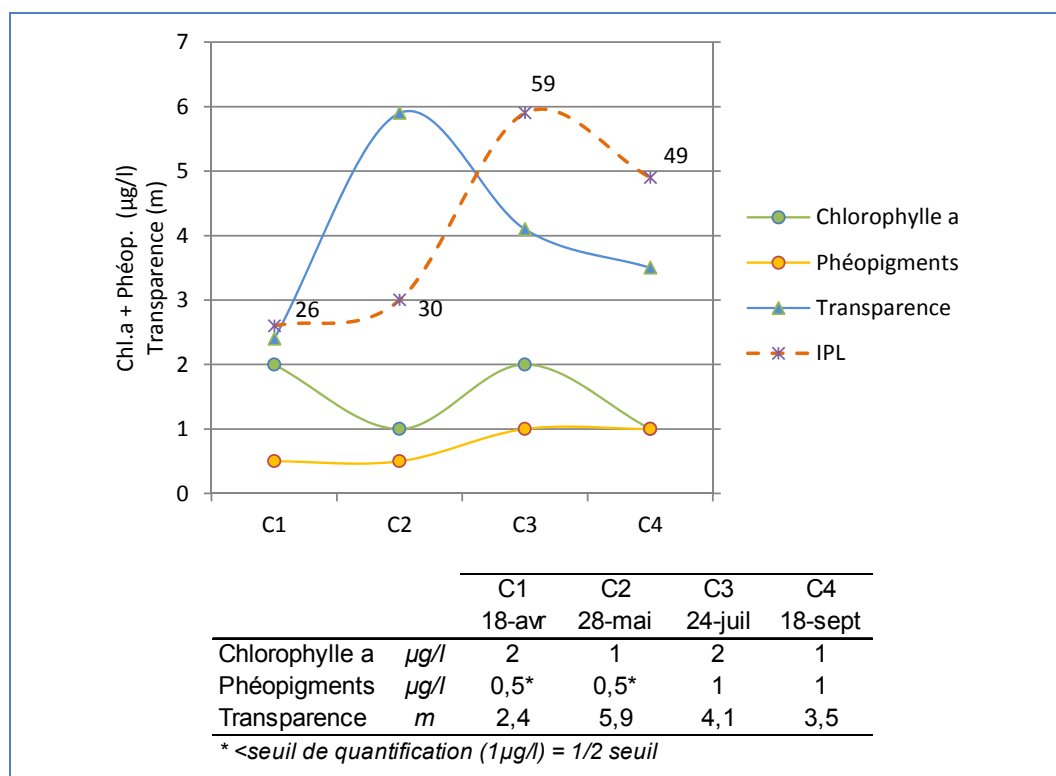 7
6
5
4
3
2
1
0
Chl.a + Phéop. (µg/l)
Transparence (m)
26
30
59
49
C1 C2 C3 C4
Chlorophylle a
Phéopigments
Transparence
IPL
C1 C2 C3 C4
18-avr 28-mai 24-juil 18-sept
Chlorophylle a µg/l 2 1 2 1
Phéopigments µg/l 0,5* 0,5* 1 1
Transparence m 2,4 5,9 4,1 3,5
* <seuil de quantification (1µg/l) = 1/2 seuil